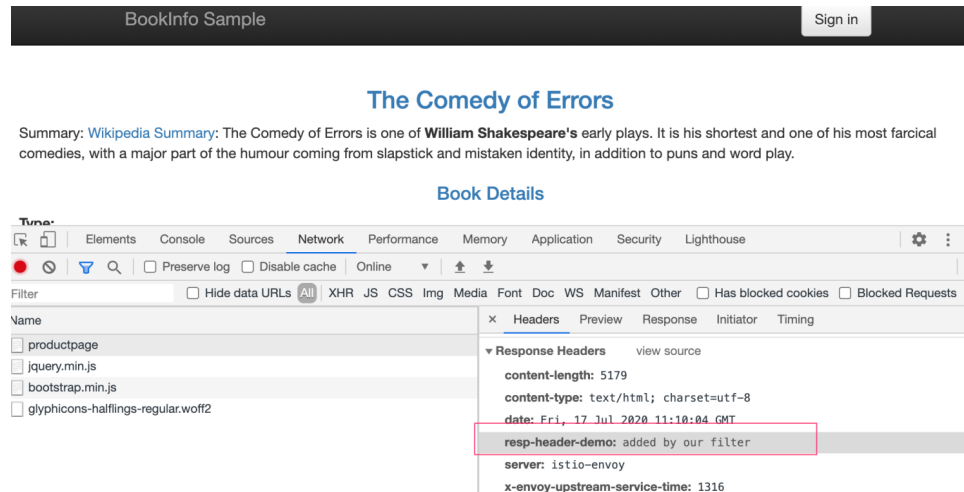 BookInfo Sample Sign in
The Comedy of Errors
Summary: Wikipedia Summary: The Comedy of Errors is one of William Shakespeare's early plays. It is his shortest and one of his most farcical
comedies, with a major part of the humour coming from slapstick and mistaken identity, in addition to puns and word play.
Book Details
Type:
Elements Console Sources Network Performance Memory Application Security Lighthouse
Preserve log Disable cache Online
Filter Hide data URLs All XHR JS CSS Img Media Font Doc WS Manifest Other Has blocked cookies Blocked Requests
Name
productpage
jquery.min.js
bootstrap.min.js
glyphicons-halflings-regular.woff2
× Headers Preview Response Initiator Timing
Response Headers view source
content-length: 5179
content-type: text/html; charset=utf-8
date: Fri, 17 Jul 2020 11:10:04 GMT
resp-header-demo: added by our filter
server: istio-envoy
x-envoy-upstream-service-time: 1316